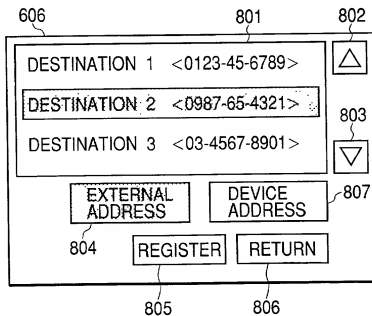 606
801
802
DESTINATION 1 <0123-45-6789>
DESTINATION 2 <0987-65-4321>
803
DESTINATION 3 <03-4567-8901>
EXTERNAL ADDRESS
DEVICE ADDRESS
807
804
REGISTER
RETURN
805
806